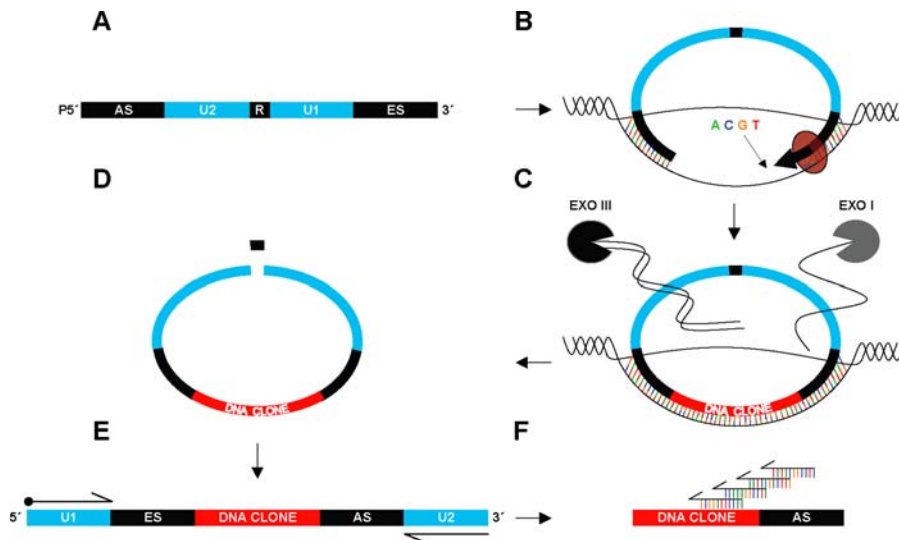 A
P5´ AS U2 R U1 ES 3´
B
A C G T
D
C
EXO III
EXO I
DNA CLONE
DNA CLONE
E
5´ U1 ES DNA CLONE AS U2 3´
F
DNA CLONE AS